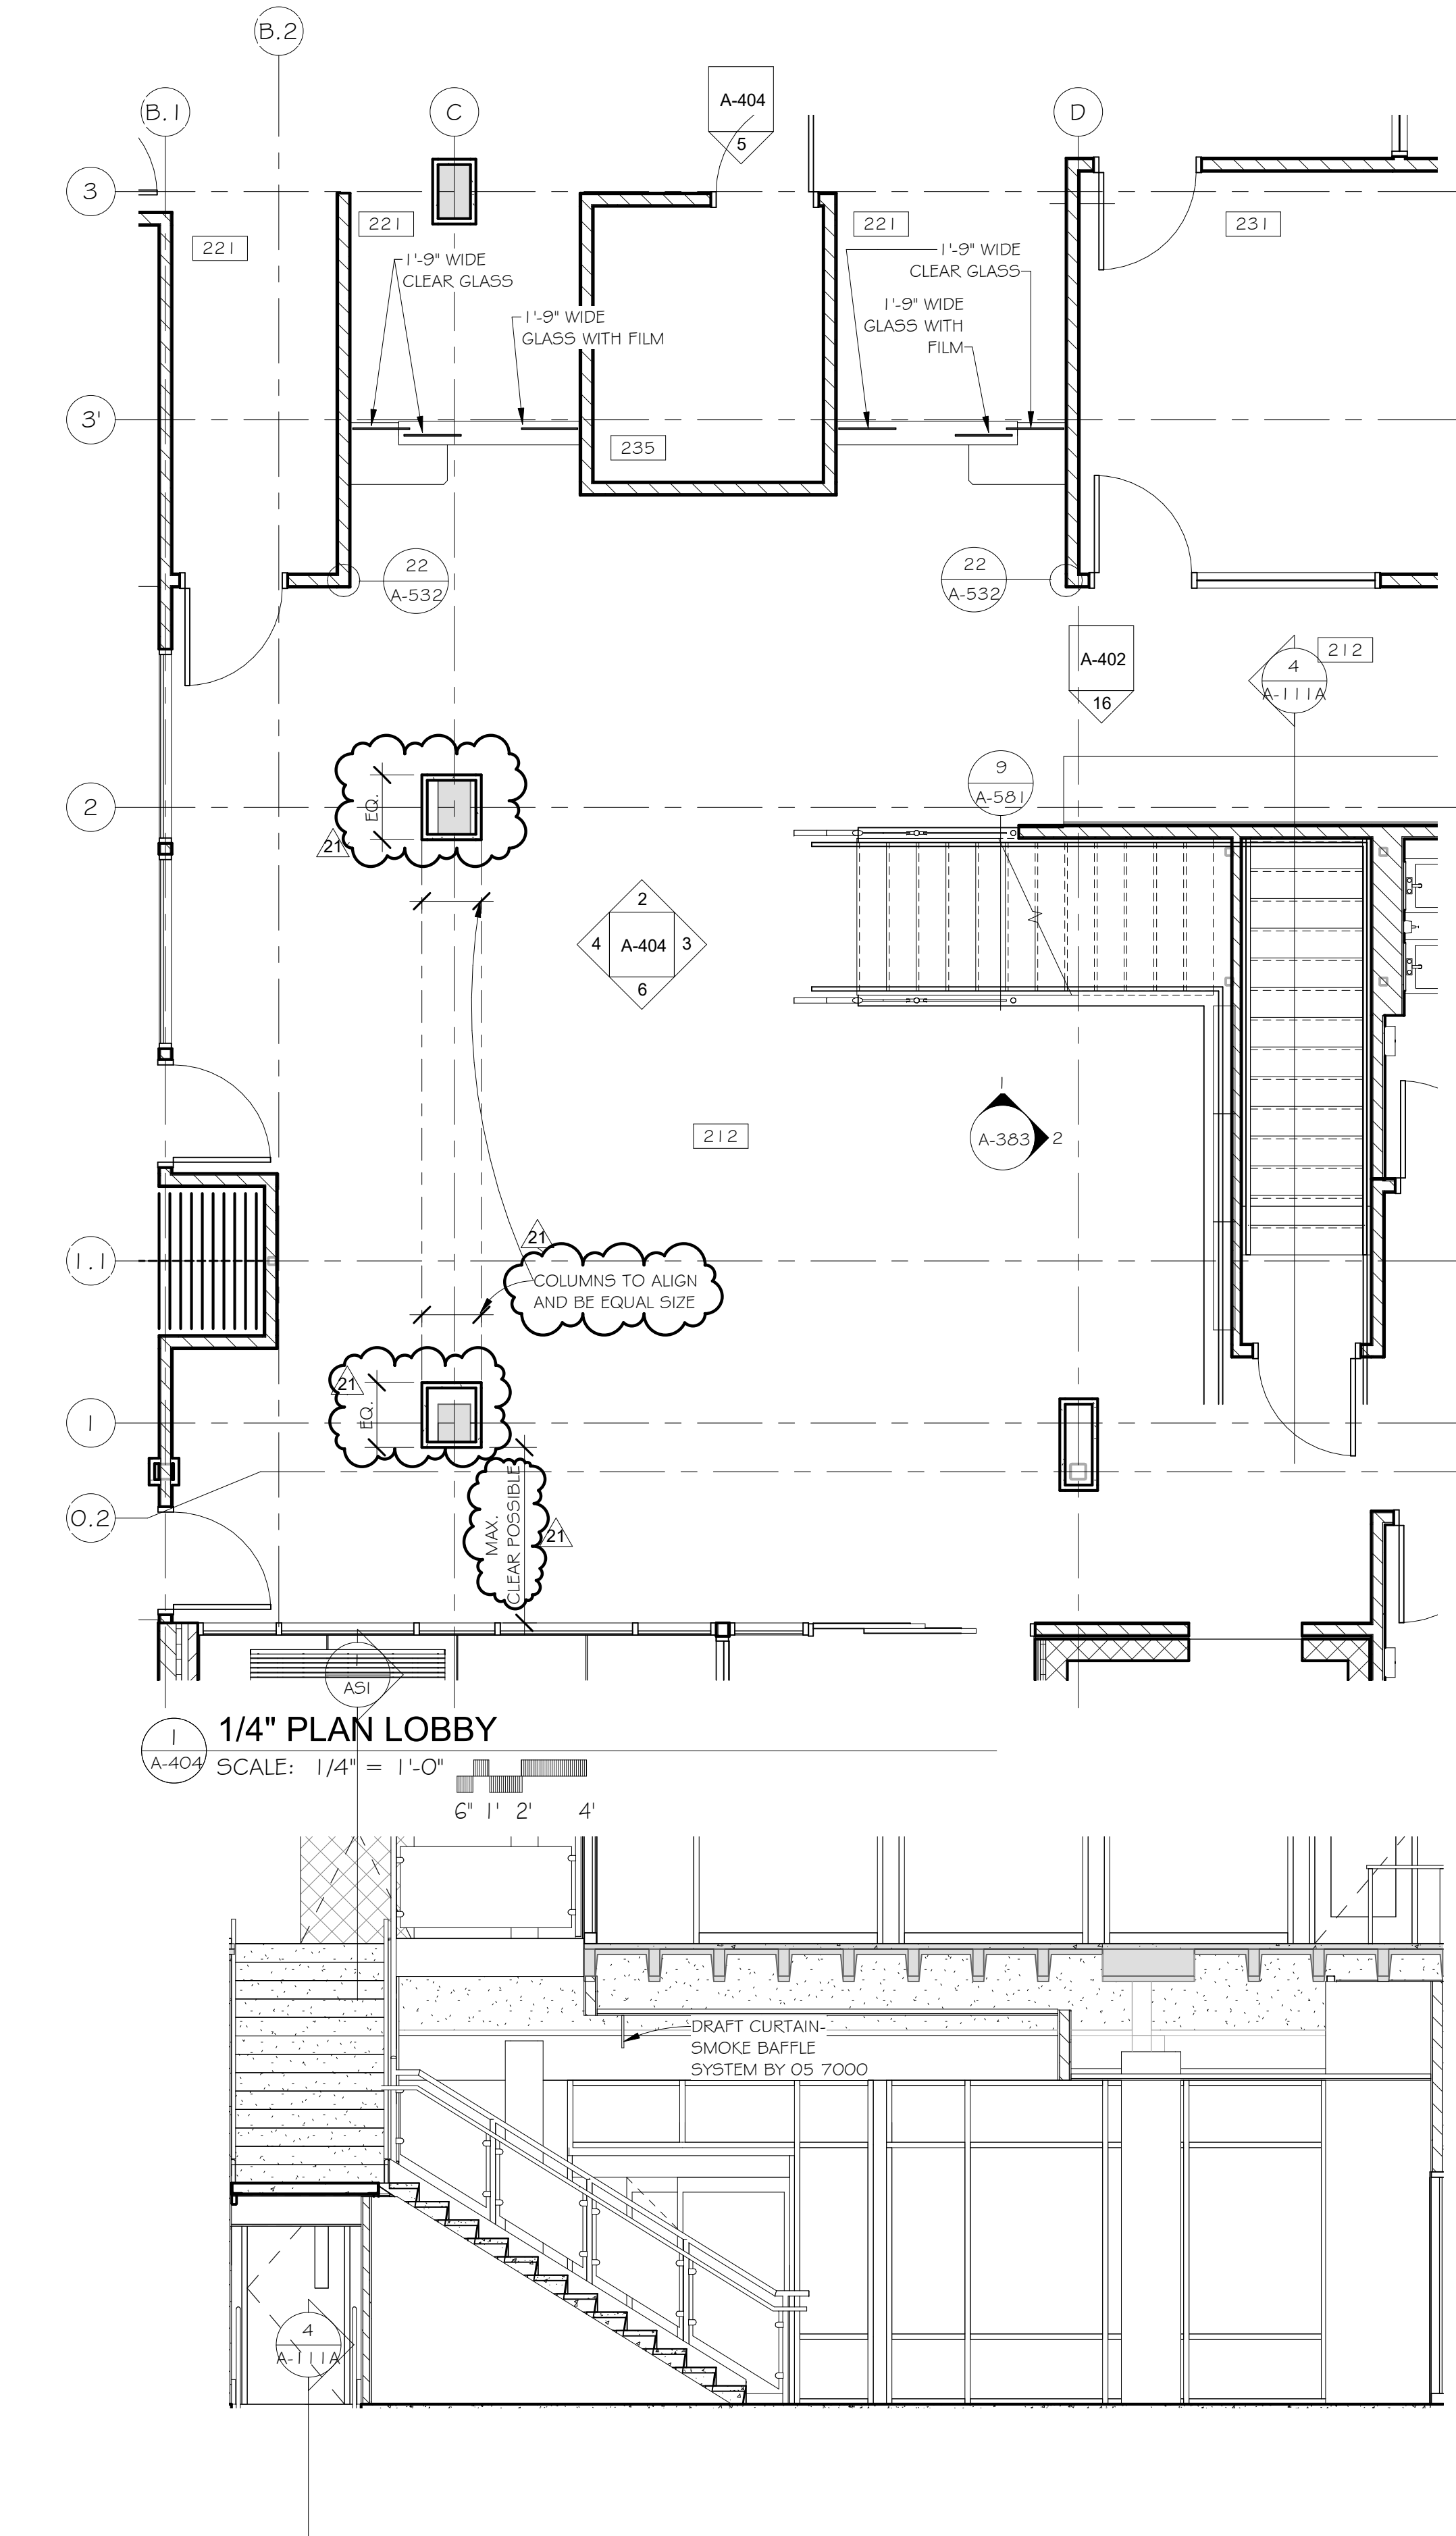 B.2
B.1
C
A-404
5
D
3
221
221
221
231
1'-9" WIDE
CLEAR GLASS
1'-9" WIDE
CLEAR GLASS
1'-9" WIDE
GLASS WITH FILM
1'-9" WIDE
GLASS WITH
FILM
3'
235
22
A-532
22
A-532
A-402
16
4
A-111A
212
2
EQ.
21
9
A-581
2
4
A-404
3
6
212
1
A-383
2
21
1.1
COLUMNS TO ALIGN
AND BE EQUAL SIZE
21
EQ.
1
MAX.
CLEAR POSSIBLE
21
0.2
1
AS1
1
A-404
1/4" PLAN LOBBY
SCALE: 1/4" = 1'-0"
6" 1' 2' 4'
DRAFT CURTAIN-
SMOKE BAFFLE
SYSTEM BY 05 7000
4
A-111A